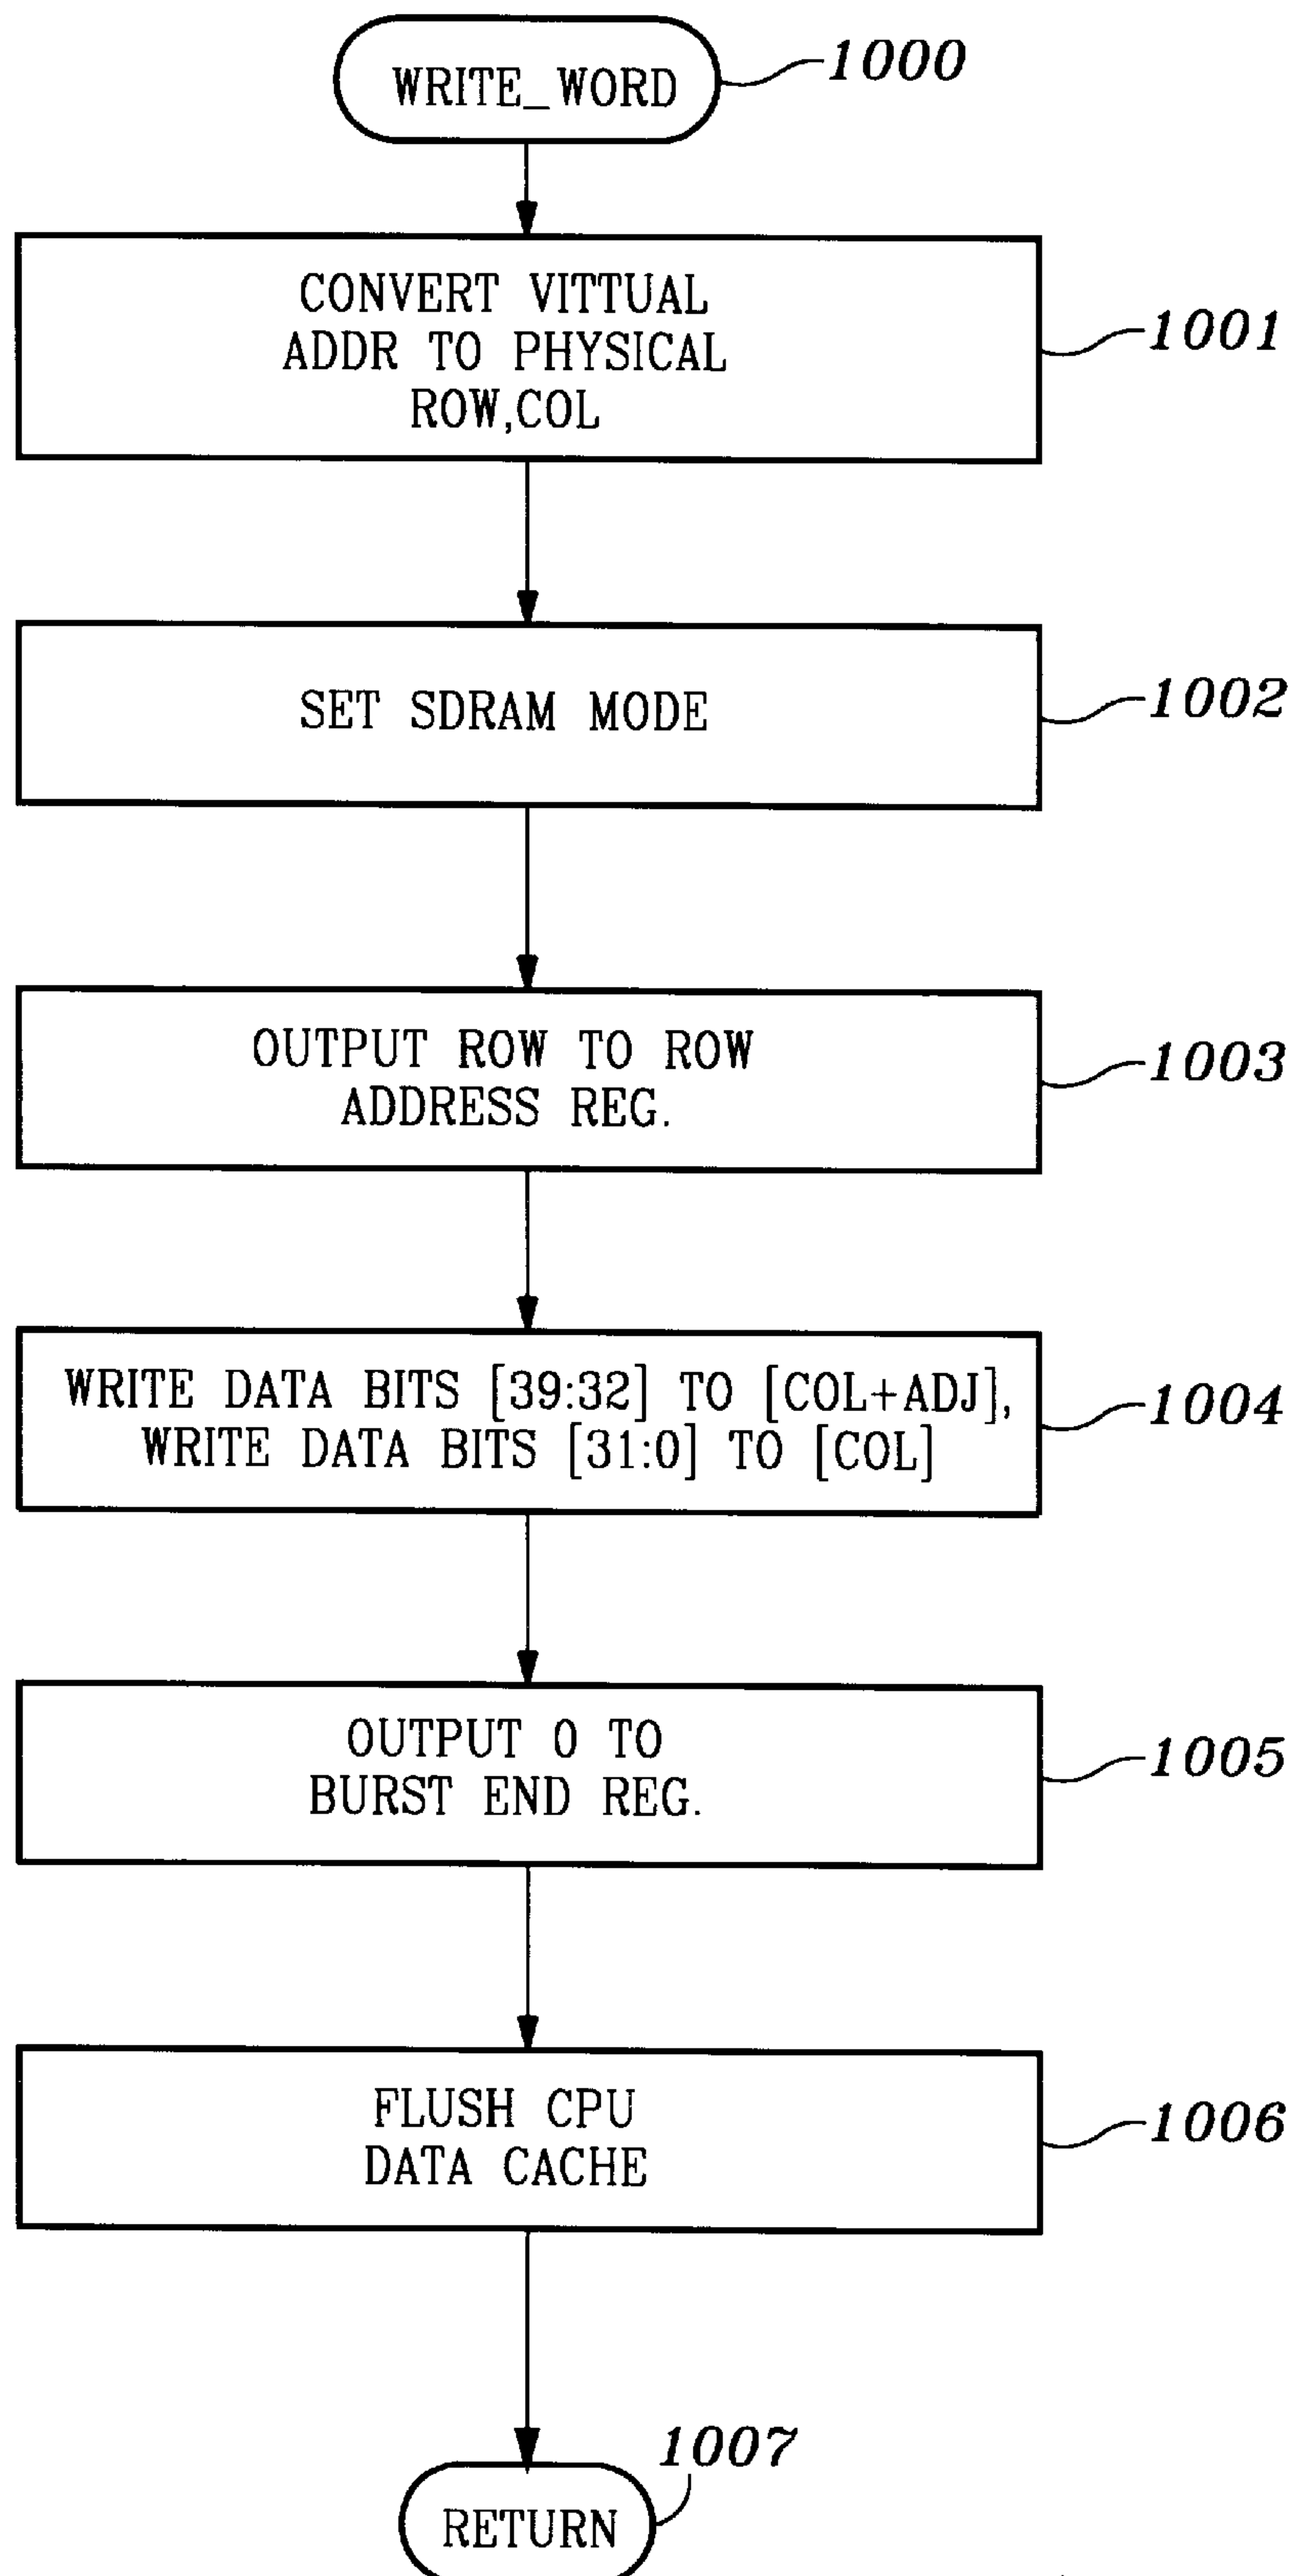 WRITE_WORD
1000
CONVERT VITTUAL
ADDR TO PHYSICAL
ROW,COL
1001
SET SDRAM MODE
1002
OUTPUT ROW TO ROW
ADDRESS REG.
1003
WRITE DATA BITS [39:32] TO [COL+ADJ],
WRITE DATA BITS [31:0] TO [COL]
1004
OUTPUT 0 TO
BURST END REG.
1005
FLUSH CPU
DATA CACHE
1006
1007
RETURN